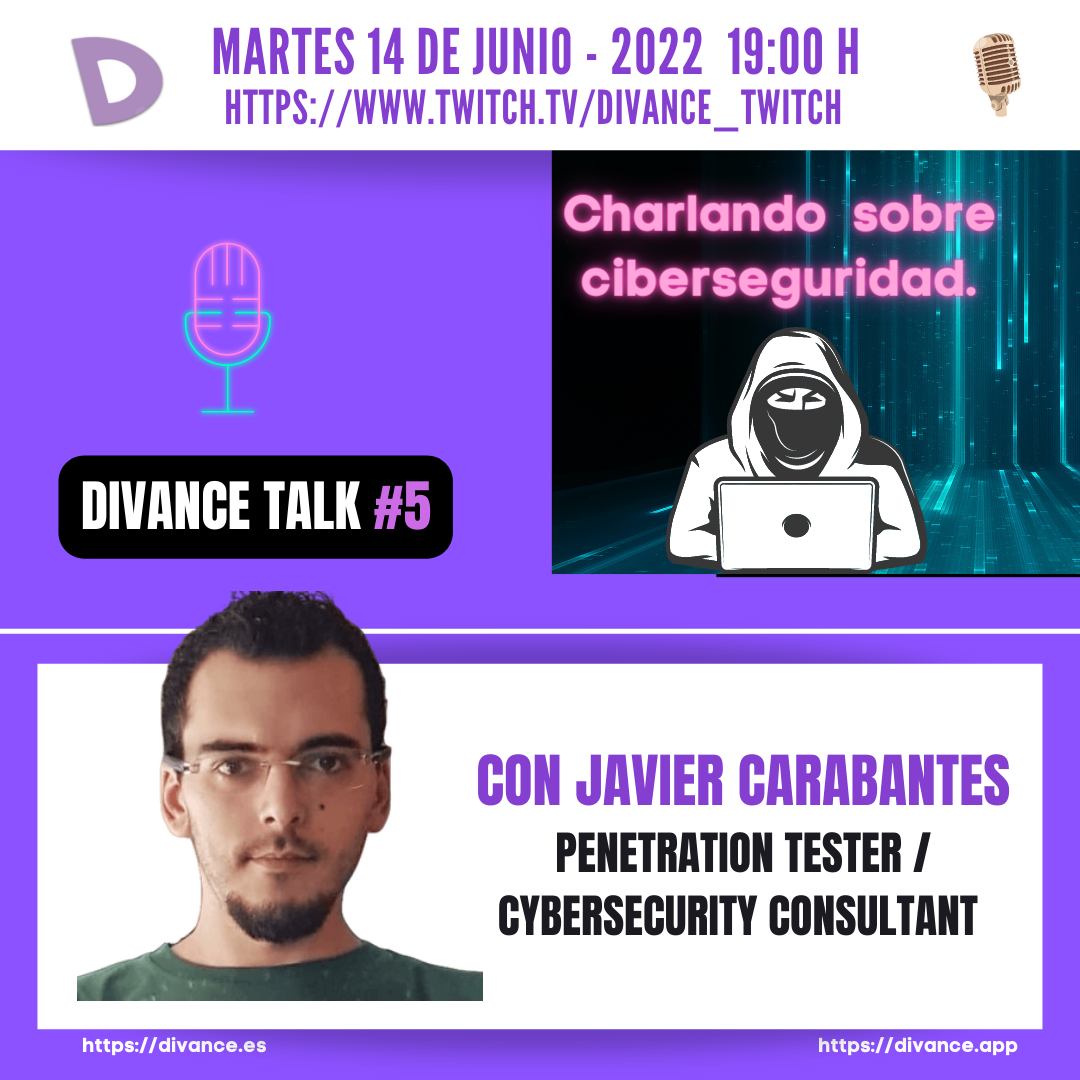 D
MARTES 14 DE JUNIO - 2022 19:00 H
HTTPS://WWW.TWITCH.TV/DIVANCE_TWITCH
Charlando sobre
ciberseguridad.
DIVANCE TALK #5
CON JAVIER CARABANTES
PENETRATION TESTER /
CYBERSECURITY CONSULTANT
https://divance.es
https://divance.app